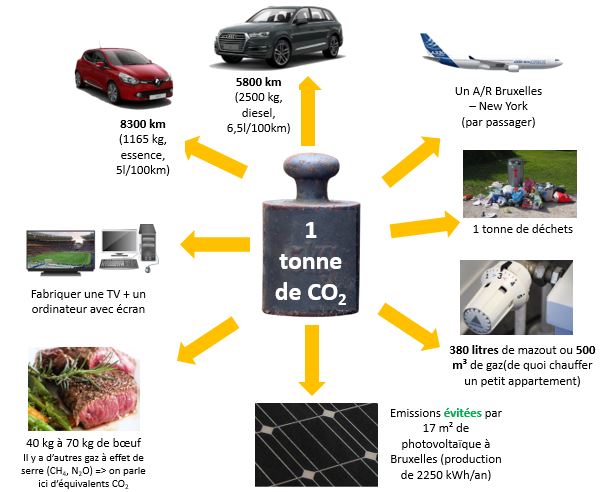 8300 km
(1165 kg,
essence,
5l/100km)
5800 km
(2500 kg,
diesel,
6,5l/100km)
Un A/R Bruxelles
– New York
(par passager)
1
tonne
de CO₂
1 tonne de déchets
Fabriquer une TV + un
ordinateur avec écran
380 litres de mazout ou 500
m³ de gaz(de quoi chauffer
un petit appartement)
40 kg à 70 kg de bœuf
Il y a d'autres gaz à effet de
serre (CH₄, N₂O) => on parle
ici d'équivalents CO₂
Emissions évitées par
17 m² de
photovoltaïque à
Bruxelles (production
de 2250 kWh/an)